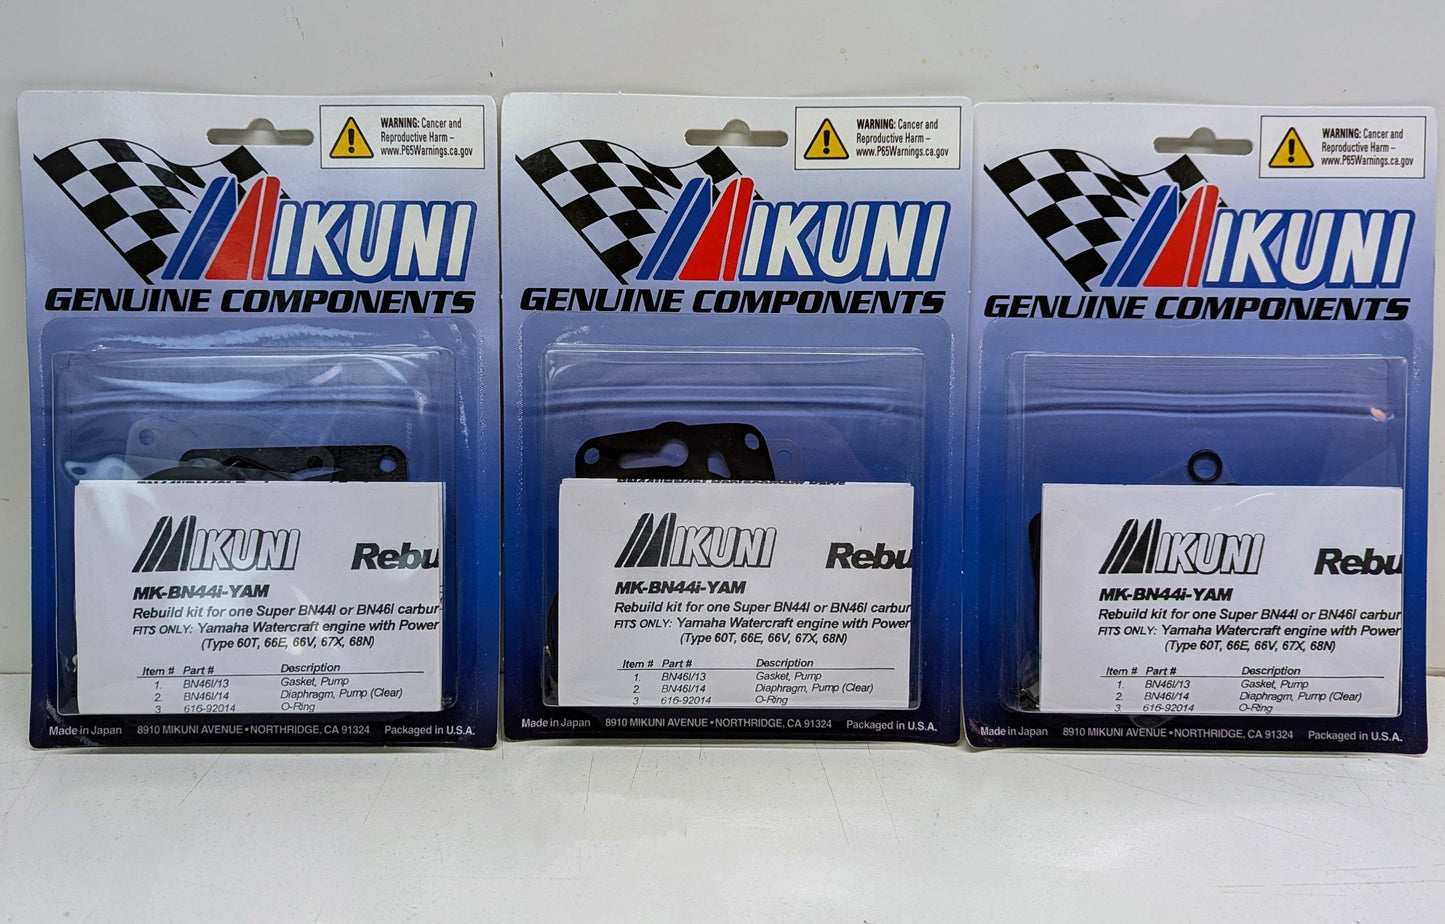 WARNING: Cancer and
Reproductive Harm –
www.P65Warnings.ca.gov
MIKUNI
GENUINE COMPONENTS
MIKUNI
Rebu
MK-BN44i-YAM
Rebuild kit for one Super BN44I or BN46I carbur
FITS ONLY: Yamaha Watercraft engine with Power
(Type 60T, 66E, 66V, 67X, 68N)
Item # Part # Description
1. BN46I/13 Gasket, Pump
2. BN46I/14 Diaphragm, Pump (Clear)
3. 616-92014 O-Ring
Made in Japan 8910 MIKUNI AVENUE • NORTHRIDGE, CA 91324 Packaged in U.S.A.
WARNING: Cancer and
Reproductive Harm –
www.P65Warnings.ca.gov
MIKUNI
GENUINE COMPONENTS
MIKUNI
Rebu
MK-BN44i-YAM
Rebuild kit for one Super BN44I or BN46I carbur
FITS ONLY: Yamaha Watercraft engine with Power
(Type 60T, 66E, 66V, 67X, 68N)
Item # Part # Description
1. BN46I/13 Gasket, Pump
2. BN46I/14 Diaphragm, Pump (Clear)
3. 616-92014 O-Ring
Made in Japan 8910 MIKUNI AVENUE • NORTHRIDGE, CA 91324 Packaged in U.S.A.
WARNING: Cancer and
Reproductive Harm –
www.P65Warnings.ca.gov
MIKUNI
GENUINE COMPONENTS
MIKUNI
Rebu
MK-BN44i-YAM
Rebuild kit for one Super BN44I or BN46I carbur
FITS ONLY: Yamaha Watercraft engine with Power
(Type 60T, 66E, 66V, 67X, 68N)
Item # Part # Description
1. BN46I/13 Gasket, Pump
2. BN46I/14 Diaphragm, Pump (Clear)
3. 616-92014 O-Ring
Made in Japan 8910 MIKUNI AVENUE • NORTHRIDGE, CA 91324 Packaged in U.S.A.